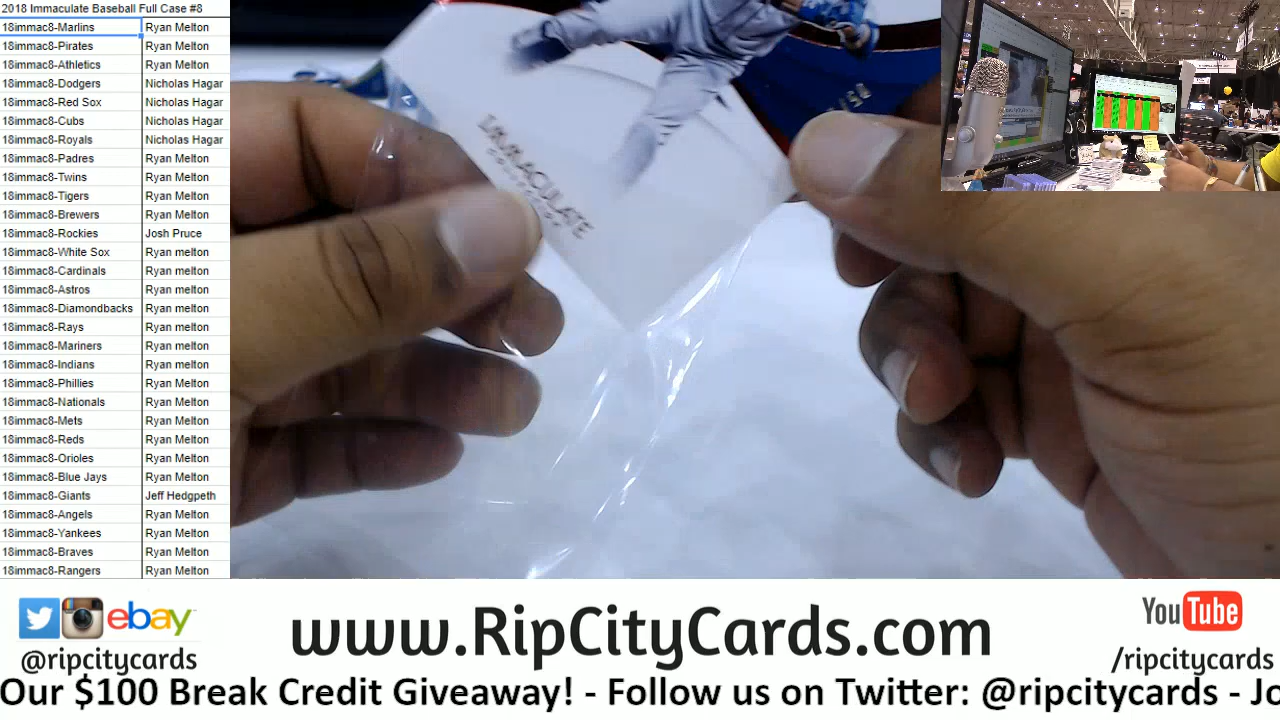 2018 Immaculate Baseball Full Case #8
18immac8-Marlins Ryan Melton
18immac8-Pirates Ryan Melton
18immac8-Athletics Ryan Melton
18immac8-Dodgers Nicholas Hagar
18immac8-Red Sox Nicholas Hagar
18immac8-Cubs Nicholas Hagar
18immac8-Royals Nicholas Hagar
18immac8-Padres Ryan Melton
18immac8-Twins Ryan Melton
18immac8-Tigers Ryan Melton
18immac8-Brewers Ryan Melton
18immac8-Rockies Josh Pruce
18immac8-White Sox Ryan melton
18immac8-Cardinals Ryan melton
18immac8-Astros Ryan melton
18immac8-Diamondbacks Ryan melton
18immac8-Rays Ryan melton
18immac8-Mariners Ryan melton
18immac8-Indians Ryan melton
18immac8-Phillies Ryan Melton
18immac8-Nationals Ryan Melton
18immac8-Mets Ryan Melton
18immac8-Reds Ryan Melton
18immac8-Orioles Ryan Melton
18immac8-Blue Jays Ryan Melton
18immac8-Giants Jeff Hedgpeth
18immac8-Angels Ryan Melton
18immac8-Yankees Ryan Melton
18immac8-Braves Ryan Melton
18immac8-Rangers Ryan Melton
IMMACULATE
ebay
@ripcitycards
www.RipCityCards.com
YouTube
/ripcitycards
Our $100 Break Credit Giveaway! - Follow us on Twitter: @ripcitycards - Jo